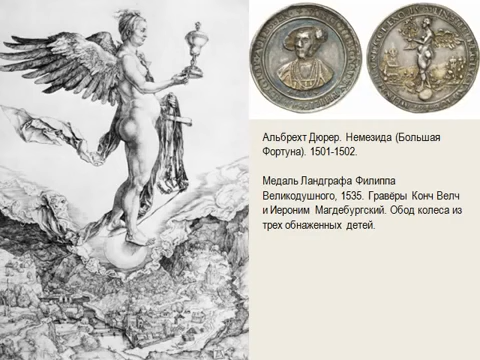 Альбрехт Дюрер. Немезида (Большая
Фортуна). 1501-1502.
Медаль Ландграфа Филиппа
Великодушного, 1535. Гравёры Конч Велч
и Иероним Магдебургский. Обод колеса из
трех обнаженных детей.